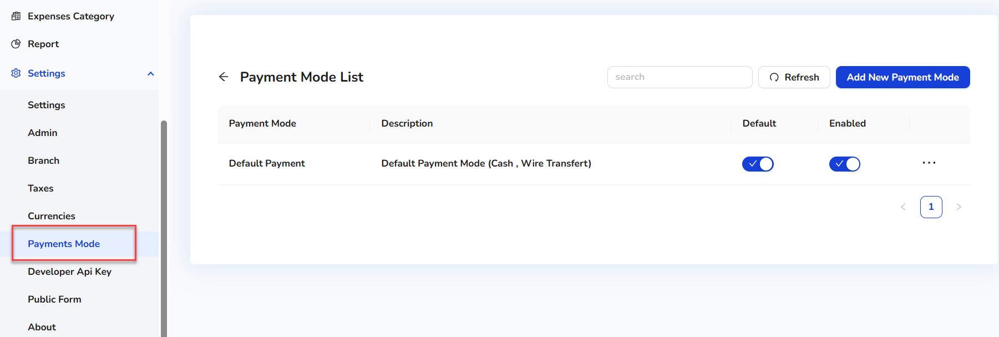 Expenses Category
Report
Settings
Settings
Admin
Branch
Taxes
Currencies
Payments Mode
Developer Api Key
Public Form
About
Payment Mode List
search
Refresh
Add New Payment Mode
Payment Mode Description Default Enabled
Default Payment Default Payment Mode (Cash , Wire Transfert)
1